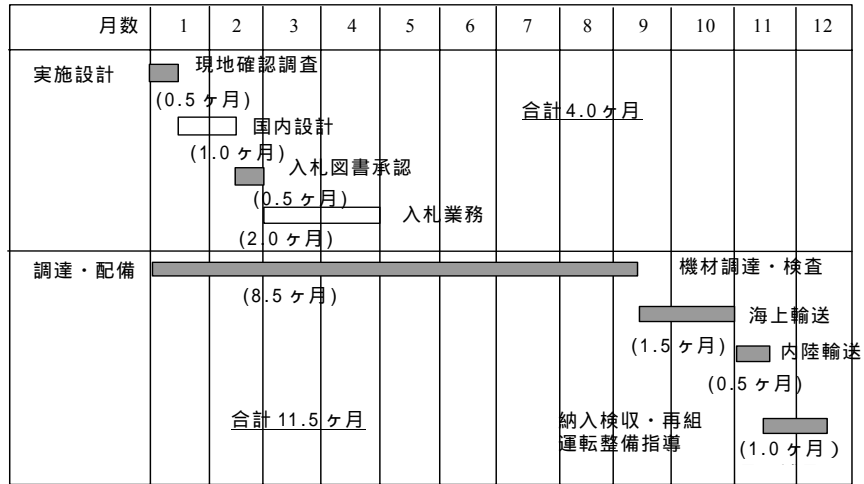 月数 1 2 3 4 5 6 7 8 9 10 11 12
実施設計
現地確認調査
(0.5ヶ月)
合計4.0ヶ月
国内設計
(1.0ヶ月)
入札図書承認
(0.5ヶ月)
入札業務
(2.0ヶ月)
調達・配備
機材調達・検査
(8.5ヶ月)
海上輸送
(1.5ヶ月)
内陸輸送
(0.5ヶ月)
合計11.5ヶ月
納入検収・再組
運転整備指導
(1.0ヶ月)